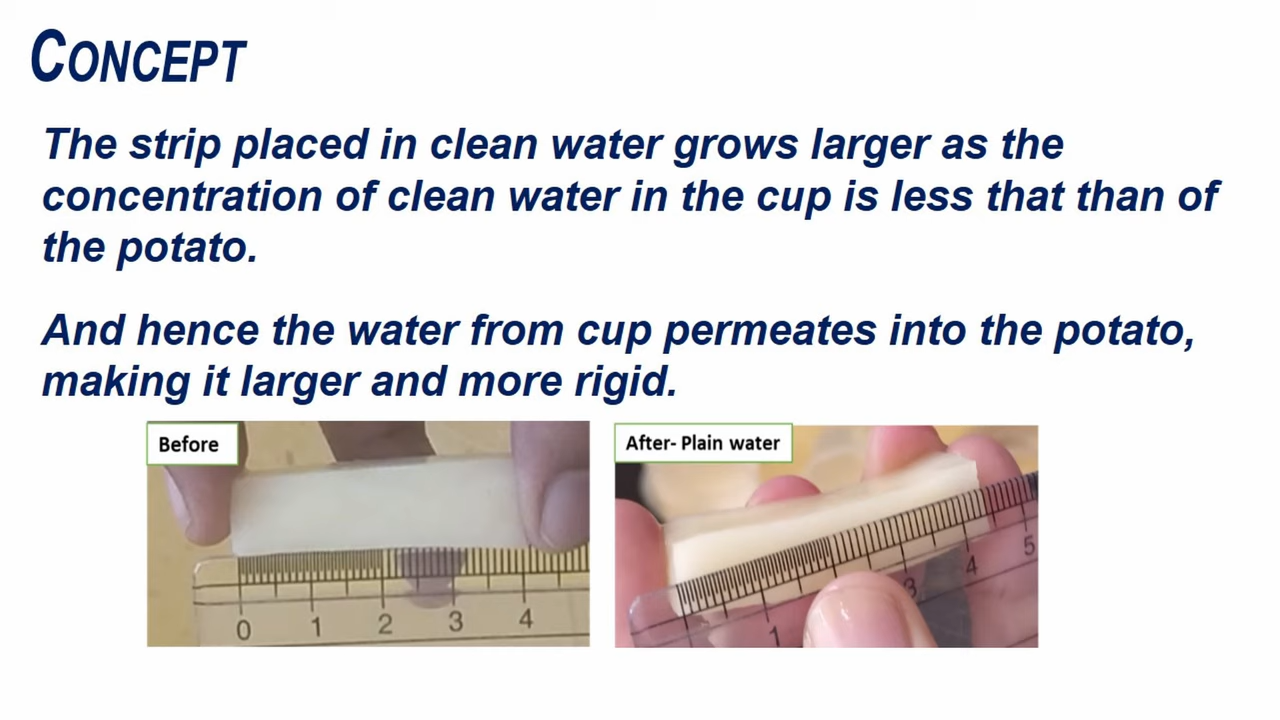 CONCEPT
The strip placed in clean water grows larger as the
concentration of clean water in the cup is less that than of
the potato.
And hence the water from cup permeates into the potato,
making it larger and more rigid.
Before
After- Plain water
0 1 2 3 4
1 3 4 5